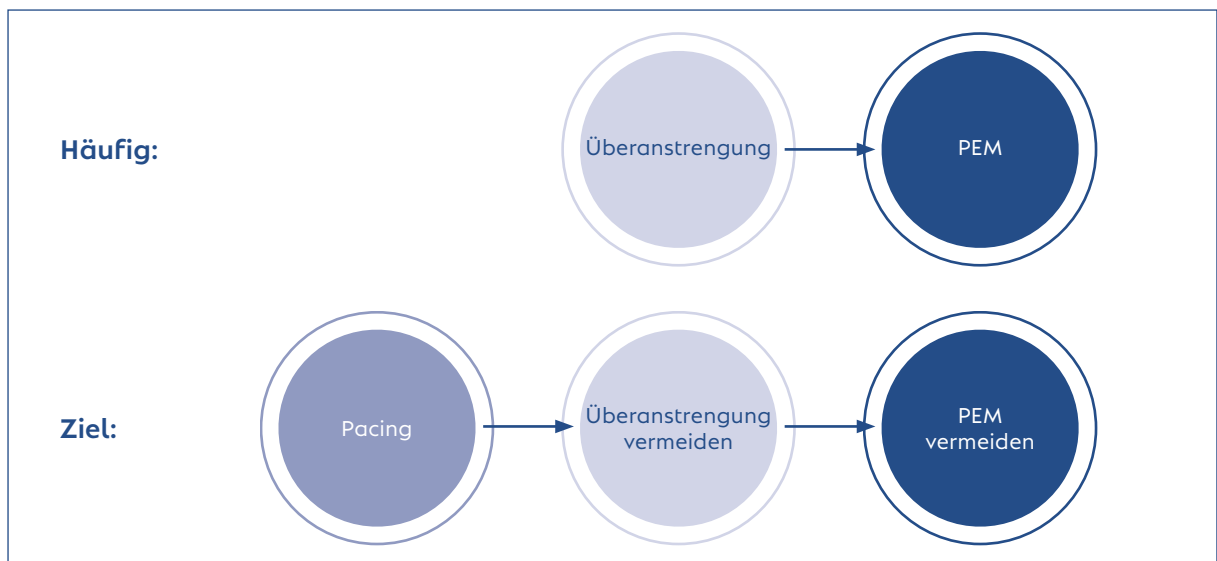 Häufig:
Überanstrengung
PEM
Ziel:
Pacing
Überanstrengung
vermeiden
PEM
vermeiden